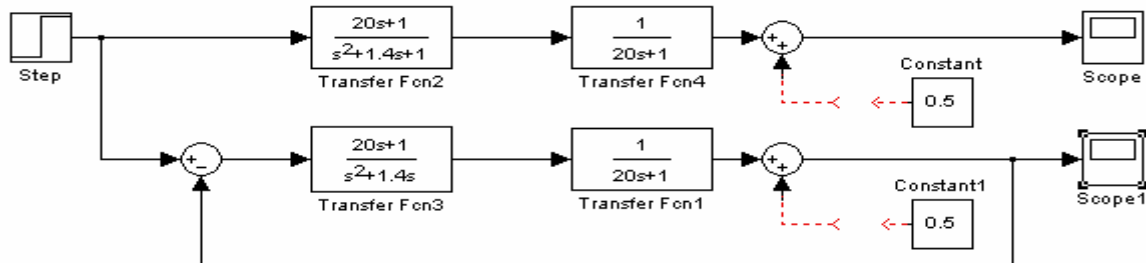 20s+1
s²+1.4s+1
1
20s+1
+
+
Step
Transfer Fcn2
Transfer Fcn4
Constant
0.5
Scope
20s+1
s²+1.4s
1
20s+1
+
−
+
+
Transfer Fcn3
Transfer Fcn1
Constant1
0.5
Scope1